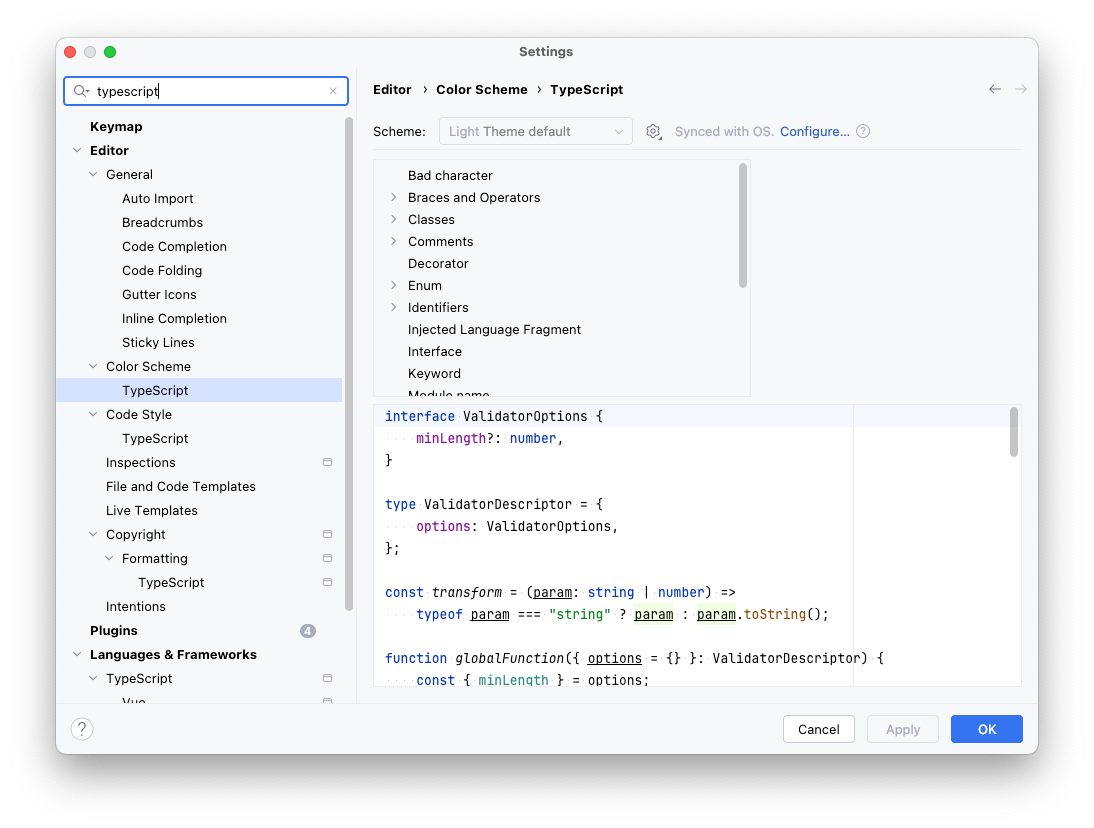 Settings
typescript
Keymap
Editor
General
Auto Import
Breadcrumbs
Code Completion
Code Folding
Gutter Icons
Inline Completion
Sticky Lines
Color Scheme
TypeScript
Code Style
TypeScript
Inspections
File and Code Templates
Live Templates
Copyright
Formatting
TypeScript
Intentions
Plugins 4
Languages & Frameworks
TypeScript
Vue
Editor › Color Scheme › TypeScript
Scheme: Light Theme default Synced with OS. Configure... ?
Bad character
Braces and Operators
Classes
Comments
Decorator
Enum
Identifiers
Injected Language Fragment
Interface
Keyword
Module name
interface ValidatorOptions {
    minLength?: number,
}
type ValidatorDescriptor = {
    options: ValidatorOptions,
};
const transform = (param: string | number) =>
    typeof param === "string" ? param : param.toString();
function globalFunction({ options = {} }: ValidatorDescriptor) {
    const { minLength } = options;
? Cancel Apply OK